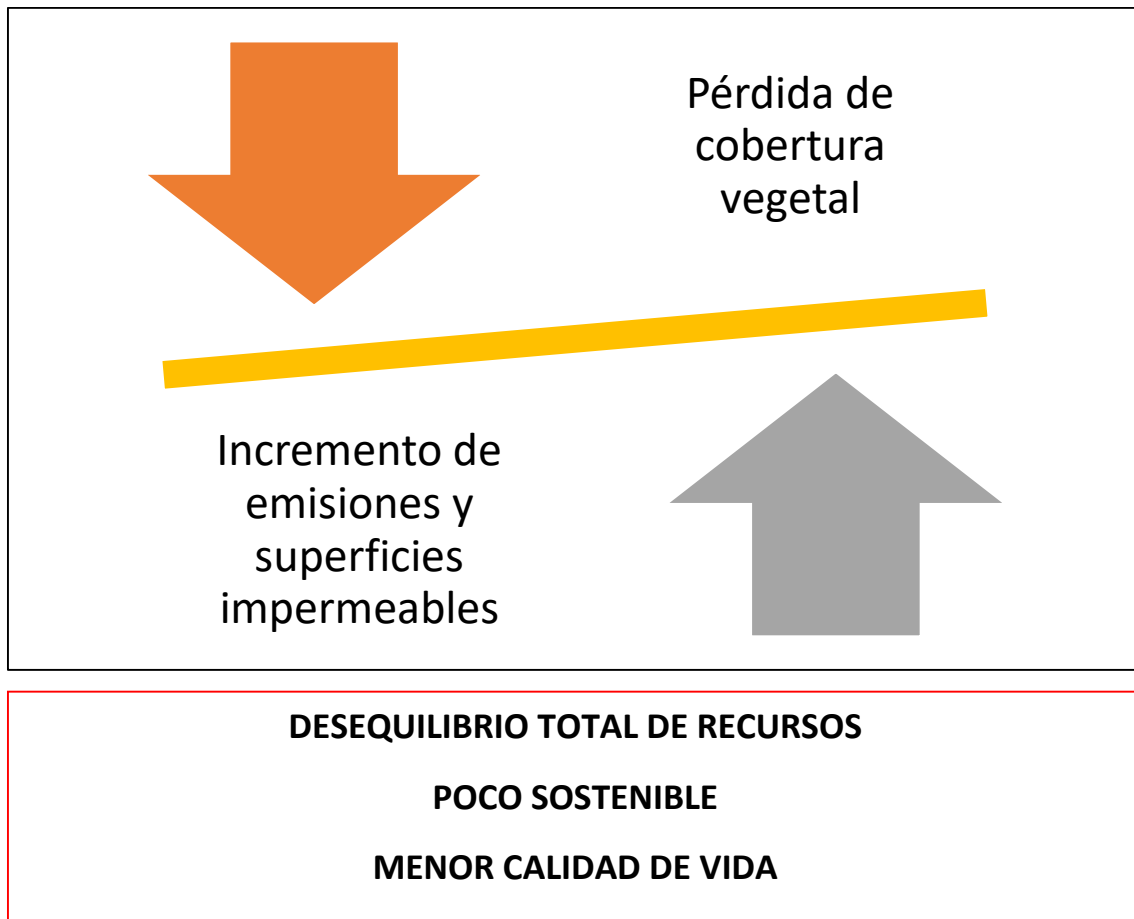 Pérdida de
cobertura
vegetal
Incremento de
emisiones y
superficies
impermeables
DESEQUILIBRIO TOTAL DE RECURSOS
POCO SOSTENIBLE
MENOR CALIDAD DE VIDA